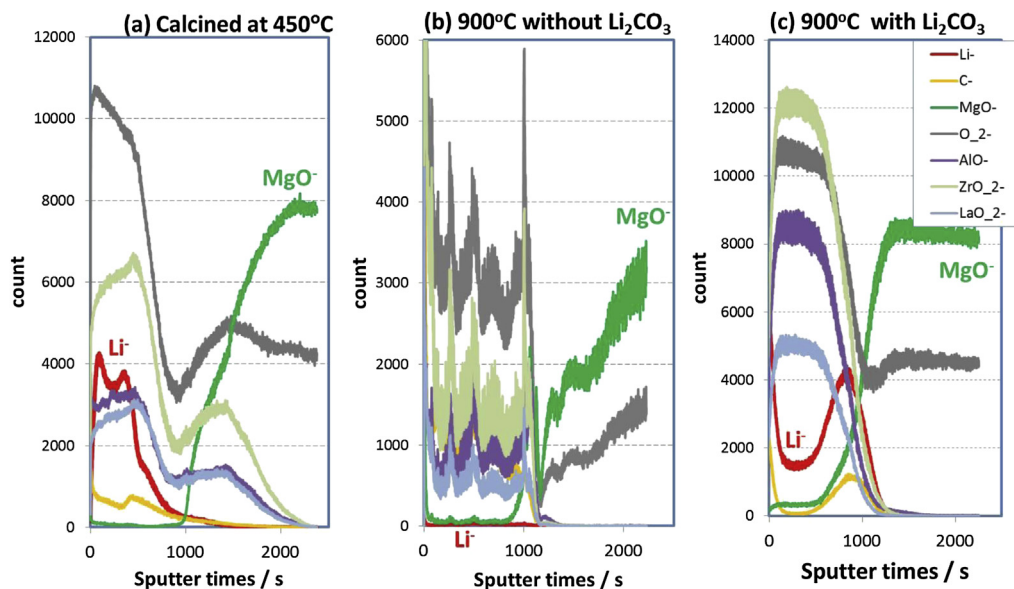 (a) Calcined at 450°C
12000
10000
8000
6000
4000
2000
0
count
MgO⁻
Li⁻
0 1000 2000
Sputter times / s
(b) 900°C without Li₂CO₃
6000
5000
4000
3000
2000
1000
0
count
MgO⁻
Li⁻
0 1000 2000
Sputter times / s
(c) 900°C with Li₂CO₃
14000
12000
10000
8000
6000
4000
2000
0
count
Li-
C-
MgO-
O_2-
AlO-
ZrO_2-
LaO_2-
MgO⁻
Li⁻
0 1000 2000
Sputter times / s